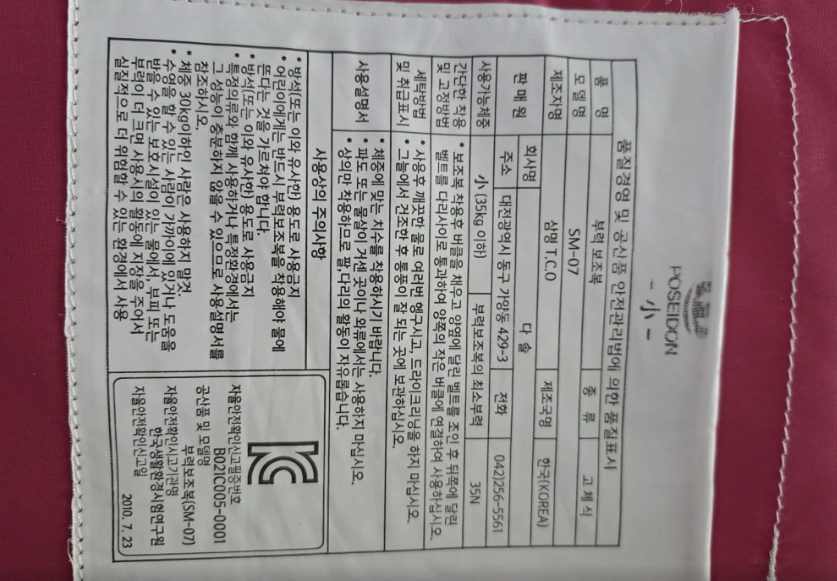 POSEIDON
- 小 -
품질경영 및 공산품 안전관리법에 의한 품질표시
품 명 부력 보조복 종 류 고 체 식
모델명 SM-07
제조자명 삼명 T.C.O 제조국명 한국(KOREA)
판 매 원 회사명 다 솔
주소 대전광역시 동구 가양동 429-3 전화 042)256-5561
사용가능체중 小 (35kg 이하) 부력보조복의 최소부력 35N
간단한 착용 및 고정방법
• 보조복 착용후 버클을 채우고 양옆에 달린 벨트를 조인 후 뒤쪽에 달린
벨트를 다리사이로 통과하여 양쪽의 작은 버클에 연결하여 사용하십시오.
세탁방법 및 취급표시
• 사용후 깨끗한 물로 여러번 헹구시고, 드라이크리닝을 하지 마십시오.
• 그늘에서 건조한후 통풍이 잘 되는 곳에 보관하십시오.
사용설명서
• 체중에 맞는 치수를 착용하시기 바랍니다.
• 파도 또는 물살이 거센 곳이나 외류에서는 사용하지 마십시오.
• 상의만 착용하므로 팔,다리의 활동이 자유롭습니다.
사용상의 주의사항
• 방석(또는 이와 유사한) 용도로 사용금지
• 어린이에게는 반드시 부력보조복을 착용해야 물에
뜬다는 것을 가르쳐야 합니다.
• 방석(또는 이와 유사한) 용도로 사용금지
• 특정의류와 함께 사용하거나 특정환경에서는
그 성능이 충분하지 않을 수 있으므로 사용설명서를
참조하시오.
• 체중 30kg이하인 사람은 사용하지 말것.
• 수영을 할 수 있는 사람이 가까이에 있거나 도움을
받을 수 있는 보호시설이 있는 물에서, 부피 또는
부력이 더 크면 사용시의 활동에 지장을 주어서
실질적으로 더 위험할 수 있는 환경에서 사용
자율안전확인신고필증번호
B021C005-0001
공산품 및 모델명
부력보조복(SM-07)
자율안전확인신고기관명
한국생활환경시험연구원
자율안전확인신고일
2010. 7. 23